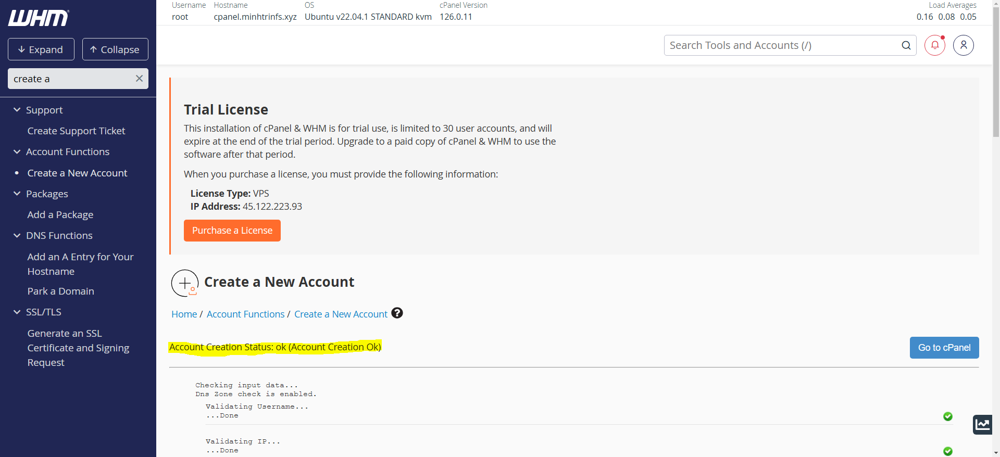 WHM
Expand
Collapse
create a
Support
Create Support Ticket
Account Functions
Create a New Account
Packages
Add a Package
DNS Functions
Add an A Entry for Your
Hostname
Park a Domain
SSL/TLS
Generate an SSL
Certificate and Signing
Request
Username Hostname OS cPanel Version Load Averages
root cpanel.minhtrinfs.xyz Ubuntu v22.04.1 STANDARD kvm 126.0.11 0.16 0.08 0.05
Search Tools and Accounts (/)
Trial License
This installation of cPanel & WHM is for trial use, is limited to 30 user accounts, and will
expire at the end of the trial period. Upgrade to a paid copy of cPanel & WHM to use the
software after that period.
When you purchase a license, you must provide the following information:
License Type: VPS
IP Address: 45.122.223.93
Purchase a License
Create a New Account
Home / Account Functions / Create a New Account ?
Account Creation Status: ok (Account Creation Ok)
Go to cPanel
Checking input data...
Dns Zone check is enabled.
Validating Username...
...Done
Validating IP...
...Done